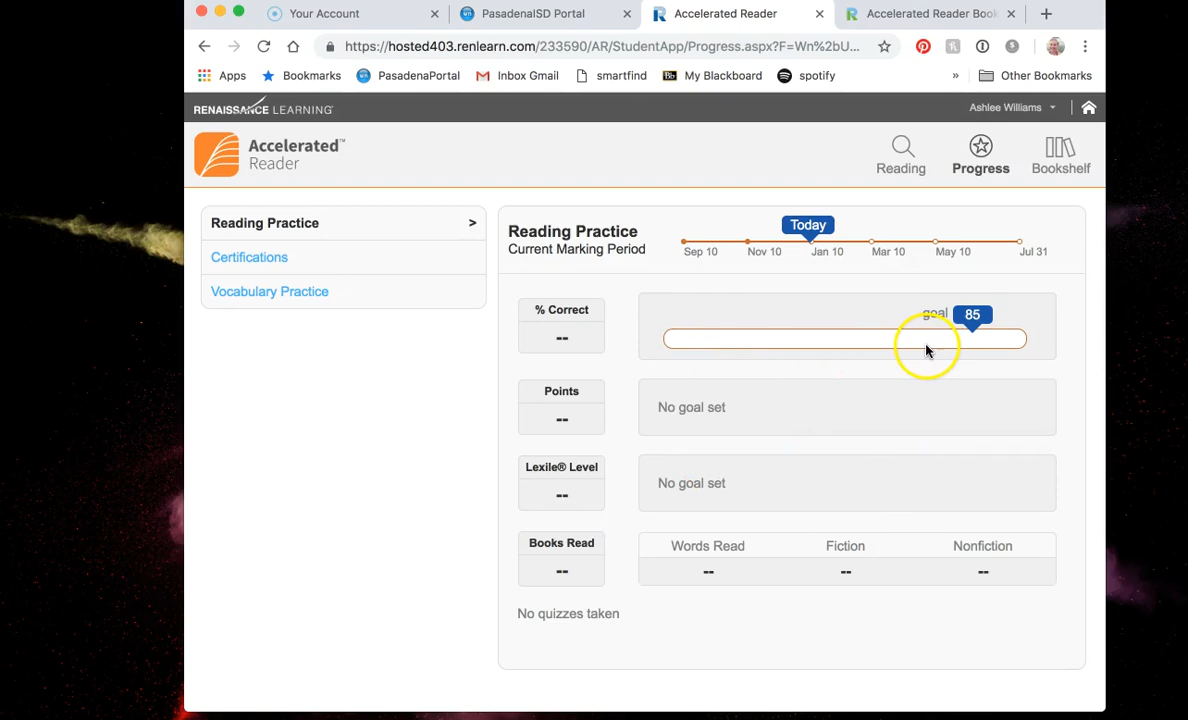 Your Account
PasadenaISD Portal
Accelerated Reader
Accelerated Reader Book
https://hosted403.renlearn.com/233590/AR/StudentApp/Progress.aspx?F=Wn%2bU...
Apps Bookmarks PasadenaPortal Inbox Gmail smartfind Bb My Blackboard spotify » Other Bookmarks
RENAISSANCE LEARNING
Ashlee Williams
Accelerated™
Reader
Reading Progress Bookshelf
Reading Practice >
Certifications
Vocabulary Practice
Reading Practice
Current Marking Period
Today
Sep 10 Nov 10 Jan 10 Mar 10 May 10 Jul 31
% Correct
--
goal 85
Points
--
No goal set
Lexile® Level
--
No goal set
Books Read
--
Words Read Fiction Nonfiction
-- -- --
No quizzes taken